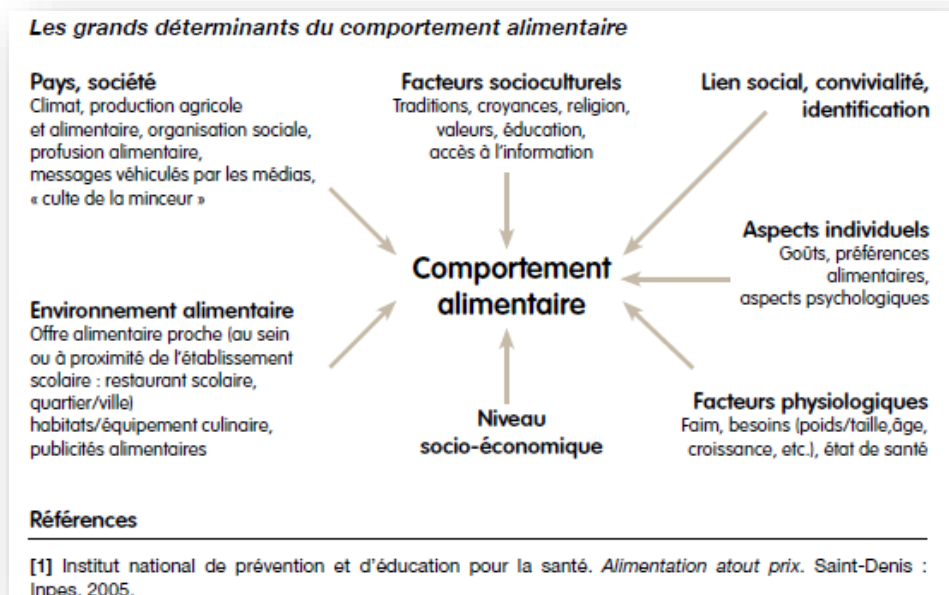 Les grands déterminants du comportement alimentaire
Pays, société
Climat, production agricole
et alimentaire, organisation sociale,
profusion alimentaire,
messages véhiculés par les médias,
« culte de la minceur »
Facteurs socioculturels
Traditions, croyances, religion,
valeurs, éducation,
accès à l'information
Lien social, convivialité,
identification
Aspects individuels
Goûts, préférences
alimentaires,
aspects psychologiques
Comportement
alimentaire
Environnement alimentaire
Offre alimentaire proche (au sein
ou à proximité de l'établissement
scolaire : restaurant scolaire,
quartier/ville)
habitats/équipement culinaire,
publicités alimentaires
Niveau
socio-économique
Facteurs physiologiques
Faim, besoins (poids/taille,âge,
croissance, etc.), état de santé
Références
[1] Institut national de prévention et d'éducation pour la santé. Alimentation atout prix. Saint-Denis :
Inpes, 2005.